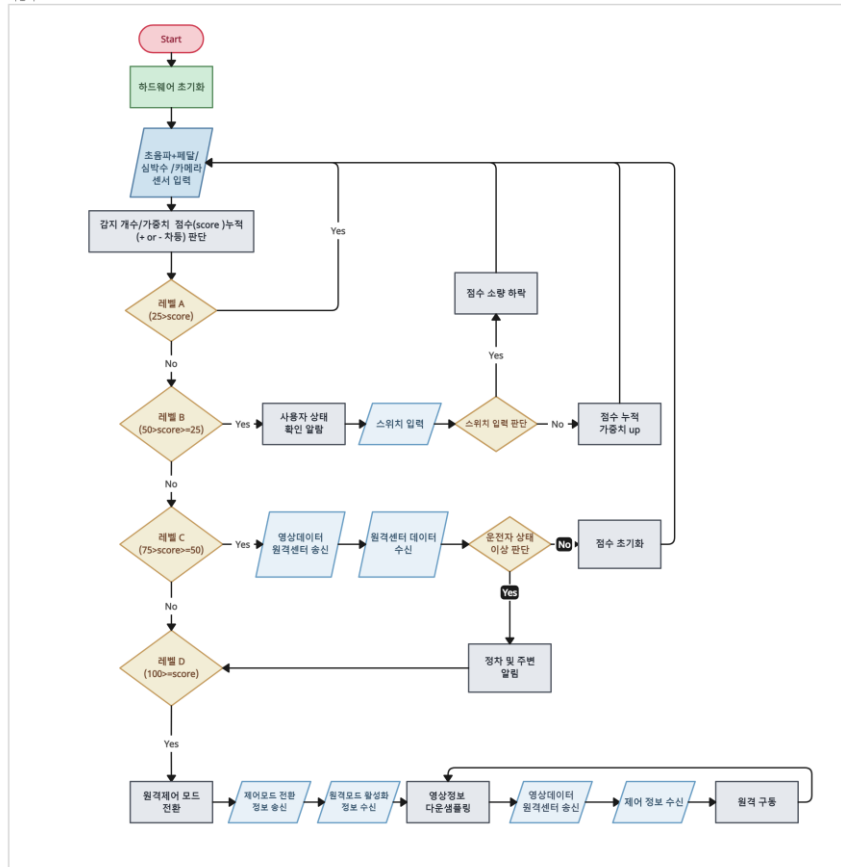 Start
하드웨어 초기화
초음파+페달/
심박수 /카메라
센서 입력
감지 개수/가중치 점수(score )누적
(+ or - 차등) 판단
Yes
레벨 A
(25>score)
점수 소량 하락
No
Yes
레벨 B
(50>score>=25)
Yes
사용자 상태
확인 알람
스위치 입력
스위치 입력 판단
No
점수 누적
가중치 up
No
레벨 C
(75>score>=50)
Yes
영상데이터
원격센터 송신
원격센터 데이터
수신
운전자 상태
이상 판단
No
점수 초기화
No
Yes
레벨 D
(100>=score)
정차 및 주변
알림
Yes
원격제어 모드
전환
제어모드 전환
정보 송신
원격모드 활성화
정보 수신
영상정보
다운샘플링
영상데이터
원격센터 송신
제어 정보 수신
원격 구동